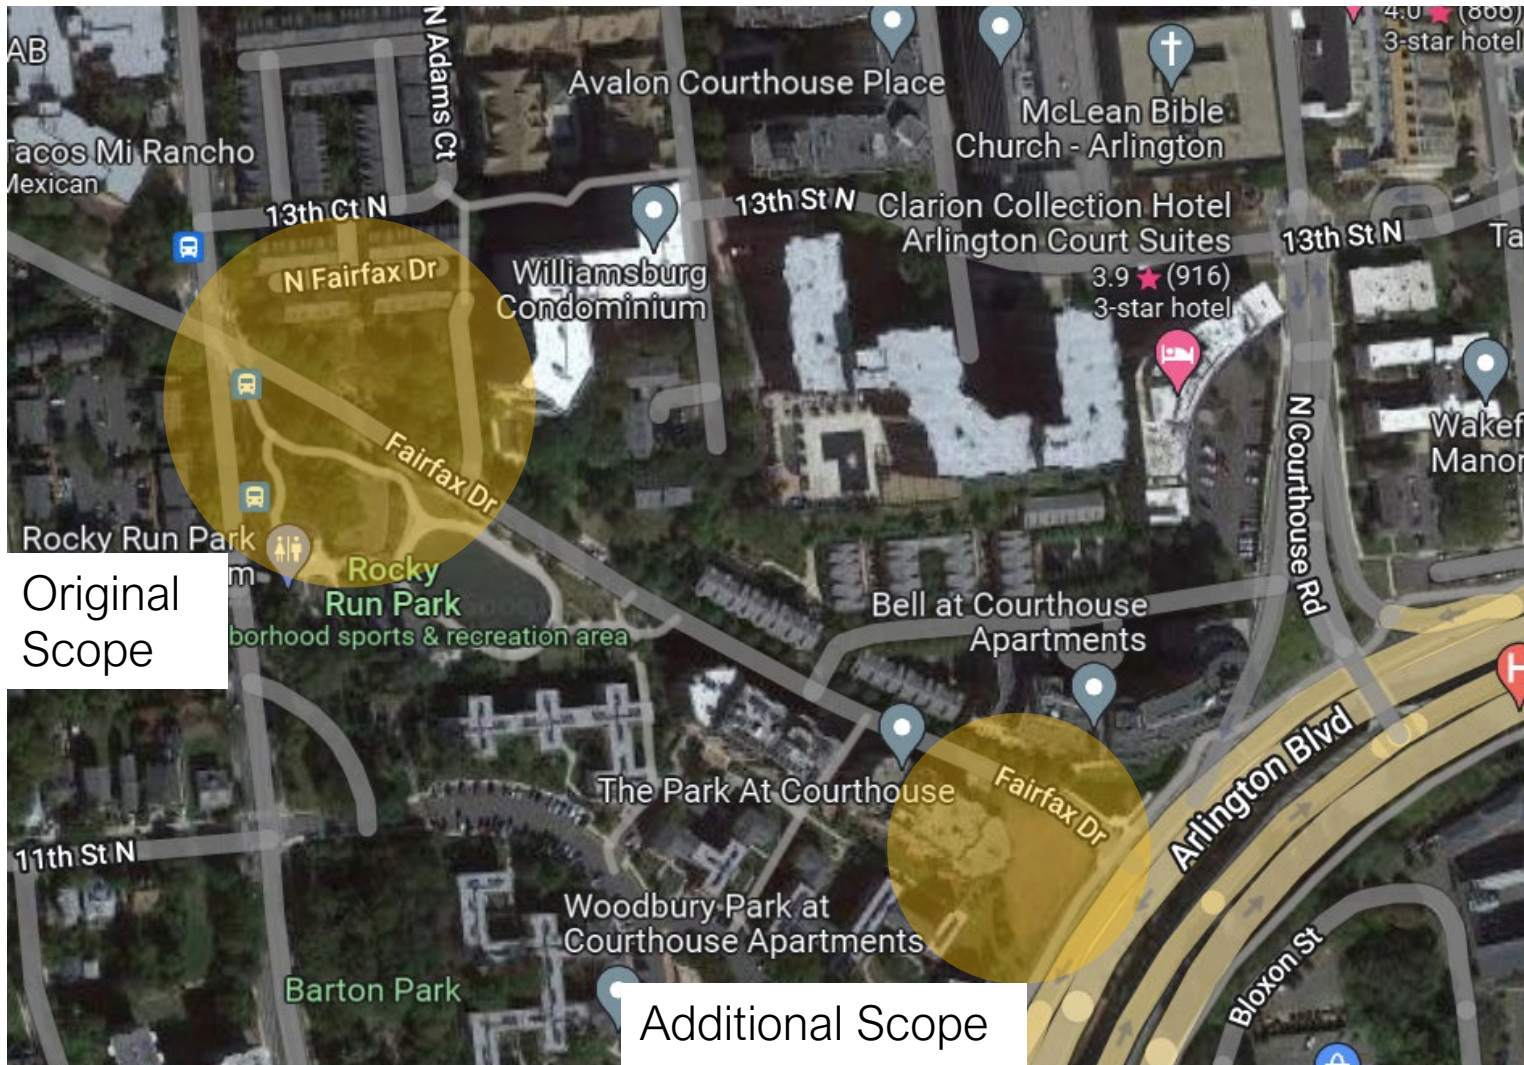 AB
N Adams Ct
4.0 (866)
3-star hotel
Avalon Courthouse Place
McLean Bible
Church - Arlington
Tacos Mi Rancho
Mexican
13th Ct N
13th St N
Clarion Collection Hotel
Arlington Court Suites
3.9 (916)
3-star hotel
13th St N
Ta
N Fairfax Dr
Williamsburg
Condominium
Fairfax Dr
N Courthouse Rd
Wakef
Manor
Rocky Run Park
m
Rocky
Run Park
borhood sports & recreation area
Original
Scope
Bell at Courthouse
Apartments
H
The Park At Courthouse
Fairfax Dr
Arlington Blvd
11th St N
Woodbury Park at
Courthouse Apartments
Barton Park
Bloxon St
Additional Scope